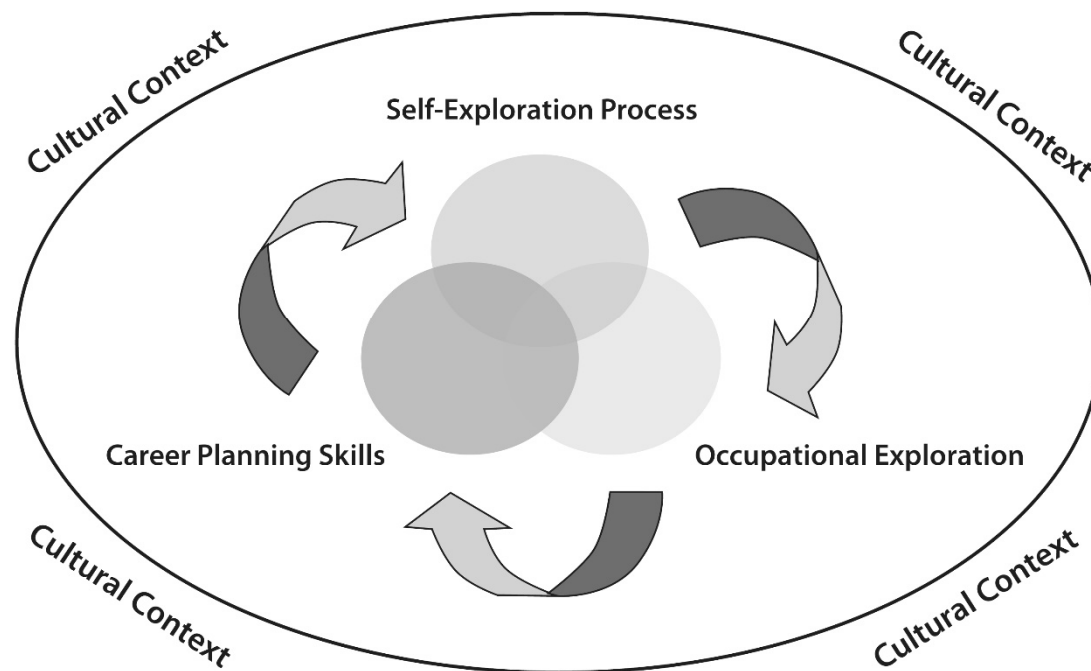 Cultural Context
Cultural Context
Self-Exploration Process
Career Planning Skills
Occupational Exploration
Cultural Context
Cultural Context